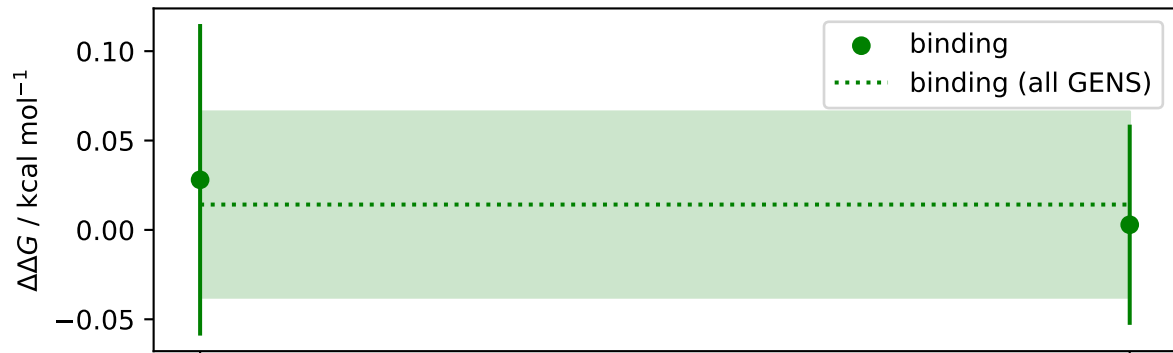 ΔΔG / kcal mol⁻¹
0.10
0.05
0.00
−0.05
binding
binding (all GENS)